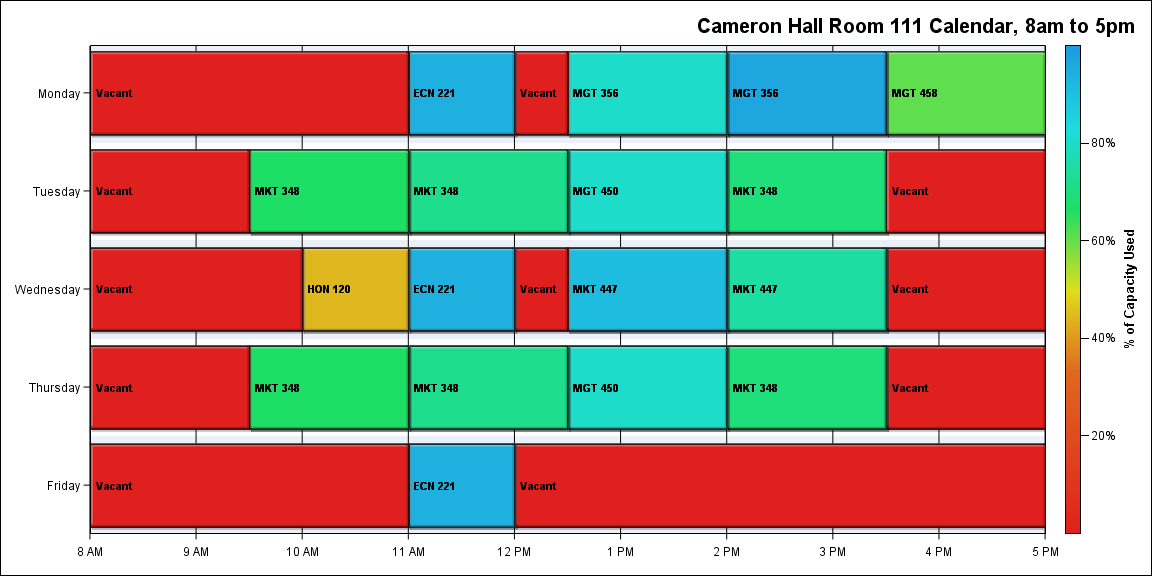 Cameron Hall Room 111 Calendar, 8am to 5pm
Monday
Vacant
ECN 221
Vacant
MGT 356
MGT 356
MGT 458
Tuesday
Vacant
MKT 348
MKT 348
MGT 450
MKT 348
Vacant
Wednesday
Vacant
HON 120
ECN 221
Vacant
MKT 447
MKT 447
Vacant
Thursday
Vacant
MKT 348
MKT 348
MGT 450
MKT 348
Vacant
Friday
Vacant
ECN 221
Vacant
8 AM
9 AM
10 AM
11 AM
12 PM
1 PM
2 PM
3 PM
4 PM
5 PM
80%
60%
40%
20%
% of Capacity Used